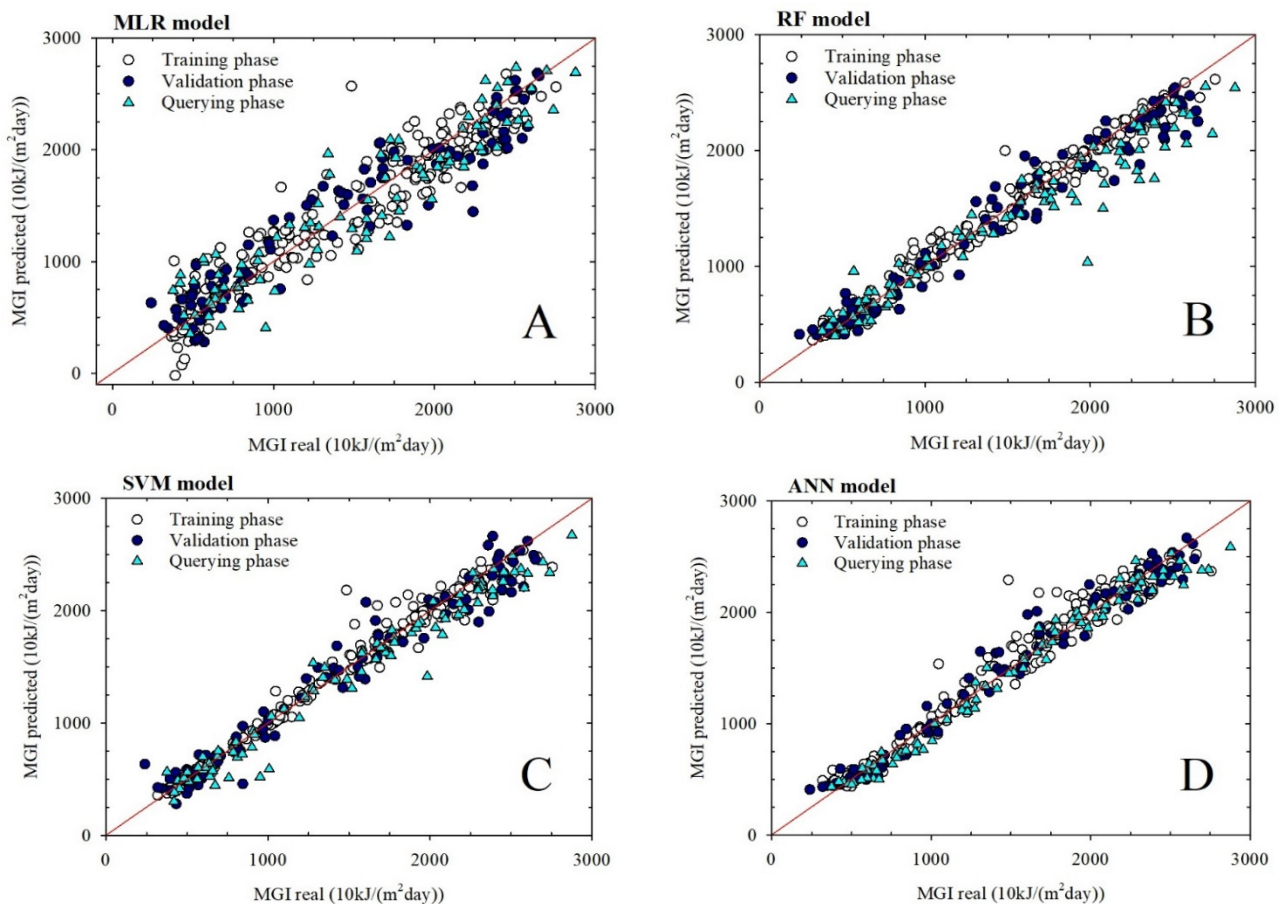 MLR model
Training phase
Validation phase
Querying phase
MGI predicted (10kJ/(m²day))
3000
2000
1000
0
A
0 1000 2000 3000
MGI real (10kJ/(m²day))
RF model
Training phase
Validation phase
Querying phase
MGI predicted (10kJ/(m²day))
3000
2000
1000
0
B
0 1000 2000 3000
MGI real (10kJ/(m²day))
SVM model
Training phase
Validation phase
Querying phase
MGI predicted (10kJ/(m²day))
3000
2000
1000
0
C
0 1000 2000 3000
MGI real (10kJ/(m²day))
ANN model
Training phase
Validation phase
Querying phase
MGI predicted (10kJ/(m²day))
3000
2000
1000
0
D
0 1000 2000 3000
MGI real (10kJ/(m²day))